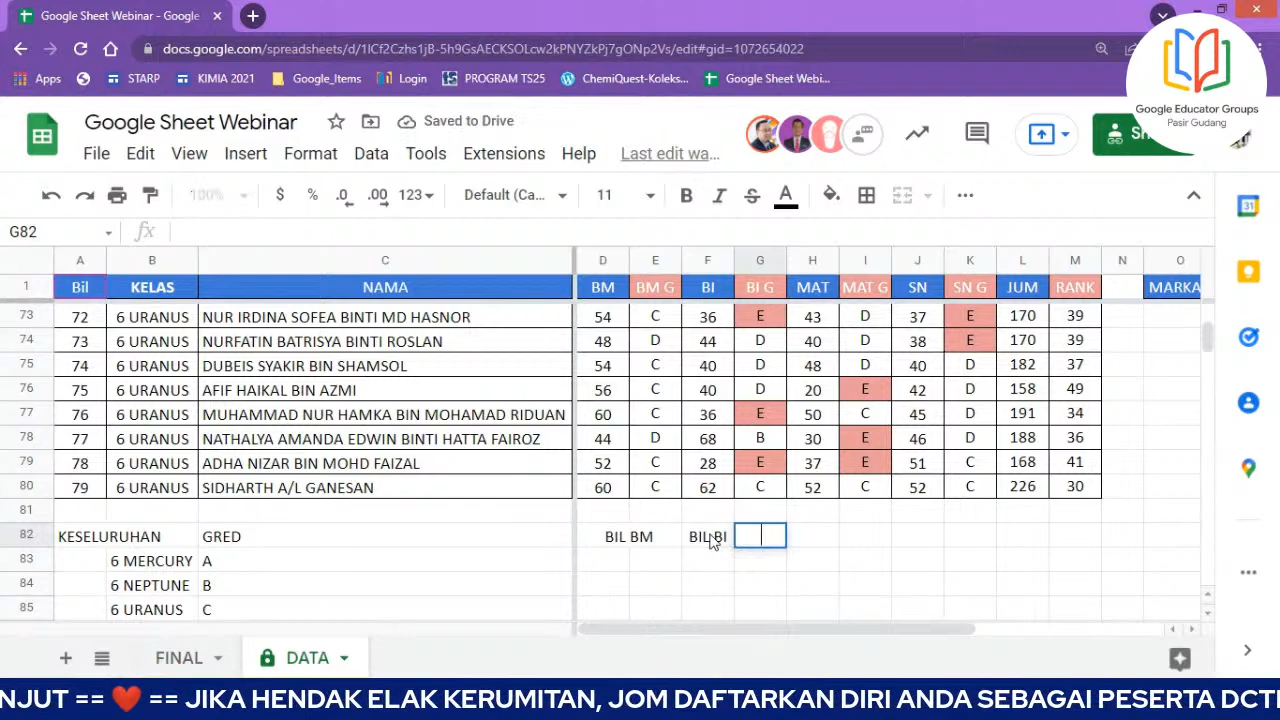 Google Sheet Webinar - Google
docs.google.com/spreadsheets/d/1lCf2Czhs1jB-5h9GsAECKSOLcw2kPNYZkPj7gONp2Vs/edit#gid=1072654022
Apps STARP KIMIA 2021 Google_Items Login PROGRAM TS25 ChemiQuest-Koleks... Google Sheet Webi...
Google Educator Groups
Pasir Gudang
Google Sheet Webinar Saved to Drive
File Edit View Insert Format Data Tools Extensions Help Last edit wa...
100% $ % .0 .00 123 Default (Ca... 11 B I S A
G82 fx
A B C D E F G H I J K L M N O
1 Bil KELAS NAMA BM BM G BI BI G MAT MAT G SN SN G JUM RANK MARKA
73 72 6 URANUS NUR IRDINA SOFEA BINTI MD HASNOR 54 C 36 E 43 D 37 E 170 39
74 73 6 URANUS NURFATIN BATRISYA BINTI ROSLAN 48 D 44 D 40 D 38 E 170 39
75 74 6 URANUS DUBEIS SYAKIR BIN SHAMSOL 54 C 40 D 48 D 40 D 182 37
76 75 6 URANUS AFIF HAIKAL BIN AZMI 56 C 40 D 20 E 42 D 158 49
77 76 6 URANUS MUHAMMAD NUR HAMKA BIN MOHAMAD RIDUAN 60 C 36 E 50 C 45 D 191 34
78 77 6 URANUS NATHALYA AMANDA EDWIN BINTI HATTA FAIROZ 44 D 68 B 30 E 46 D 188 36
79 78 6 URANUS ADHA NIZAR BIN MOHD FAIZAL 52 C 28 E 37 E 51 C 168 41
80 79 6 URANUS SIDHARTH A/L GANESAN 60 C 62 C 52 C 52 C 226 30
81
82 KESELURUHAN GRED BIL BM BIL BI
83 6 MERCURY A
84 6 NEPTUNE B
85 6 URANUS C
FINAL DATA
NJUT == ❤️ == JIKA HENDAK ELAK KERUMITAN, JOM DAFTARKAN DIRI ANDA SEBAGAI PESERTA DCT